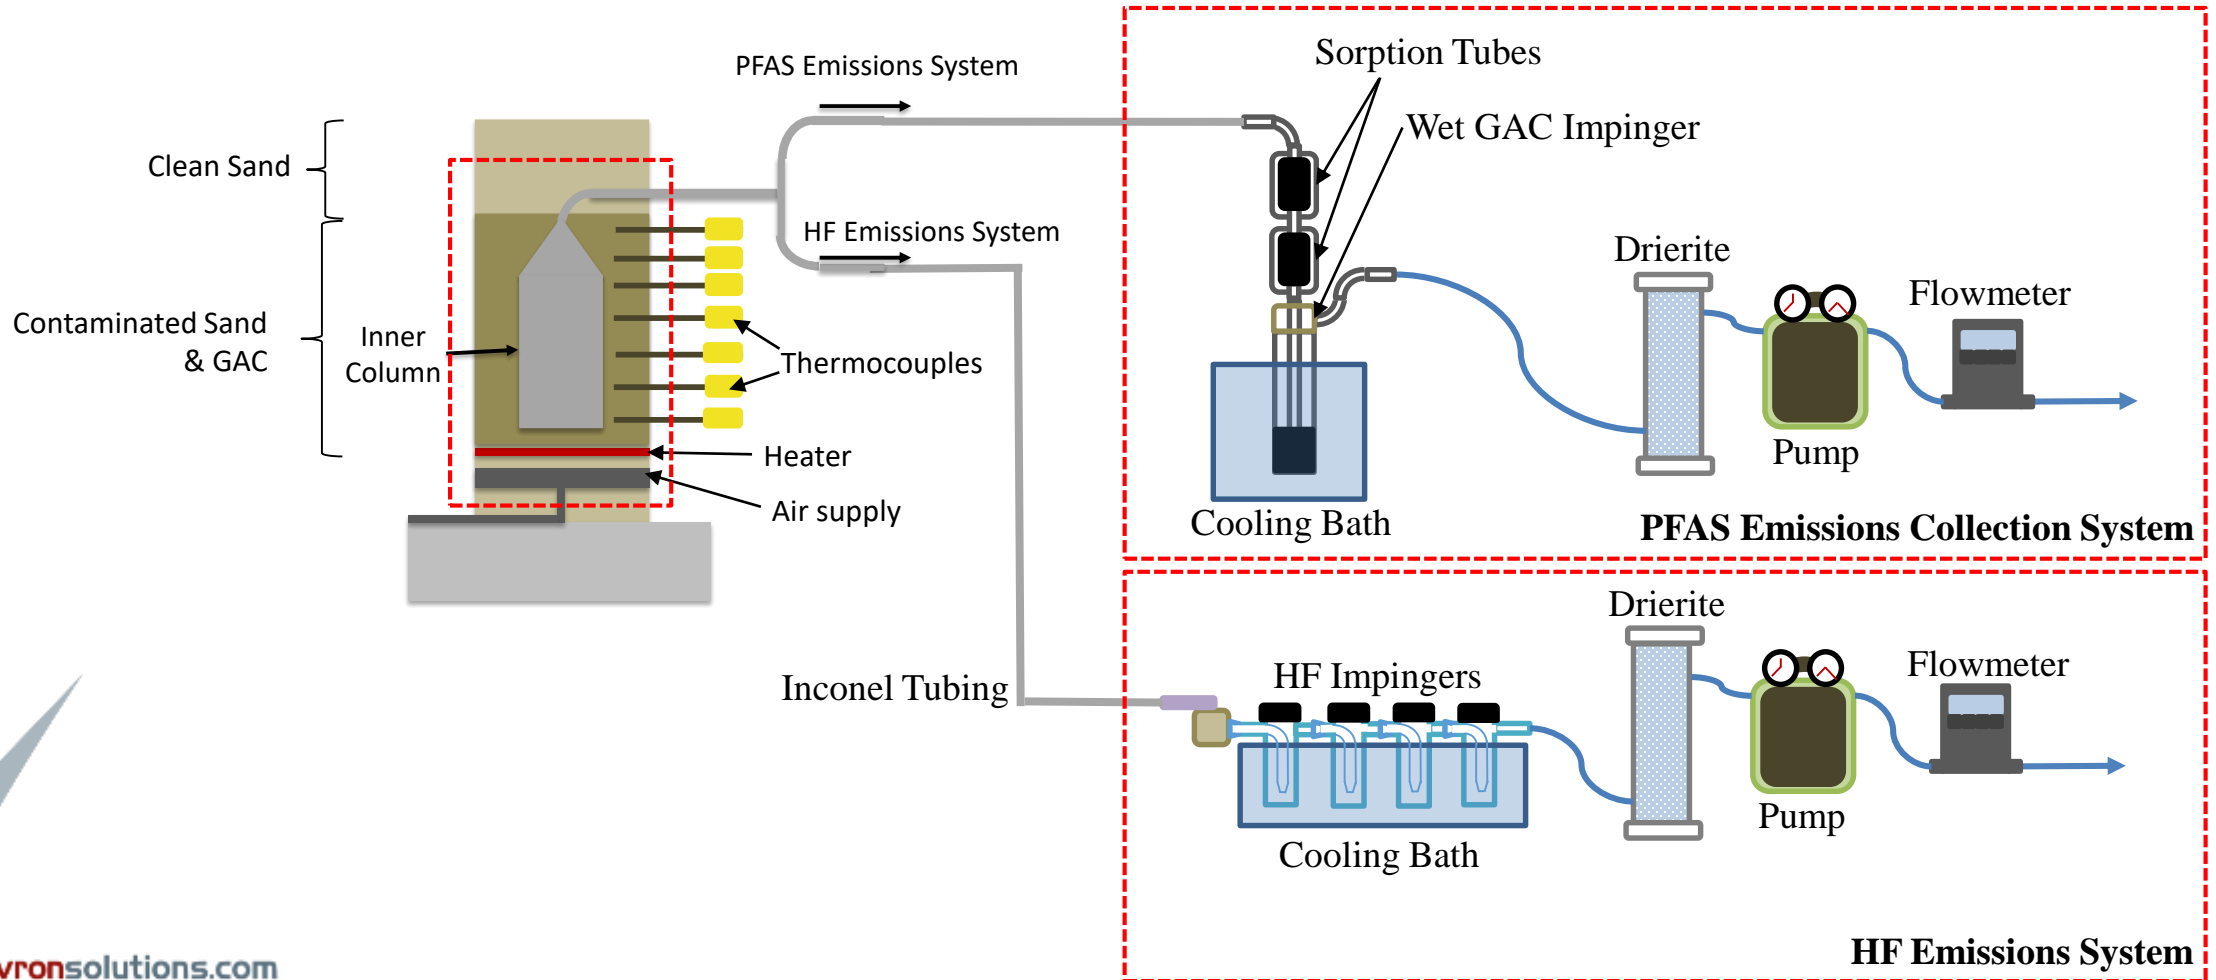 Sorption Tubes
PFAS Emissions System
Wet GAC Impinger
Clean Sand
HF Emissions System
Drierite
Flowmeter
Contaminated Sand
& GAC
Inner
Column
Thermocouples
Heater
Pump
Air supply
Cooling Bath
PFAS Emissions Collection System
Drierite
Inconel Tubing
HF Impingers
Flowmeter
Pump
Cooling Bath
HF Emissions System
vronsolutions.com